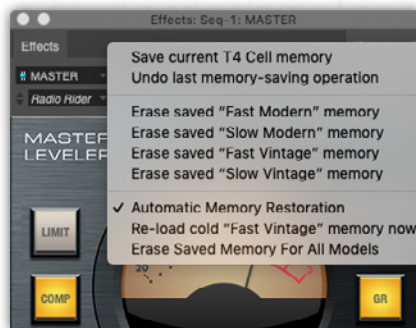 Effects: Seq-1: MASTER
Effects
MASTER
Radio Rider
MASTER
LEVELER
Save current T4 Cell memory
Undo last memory-saving operation
Erase saved “Fast Modern” memory
Erase saved “Slow Modern” memory
Erase saved “Fast Vintage” memory
Erase saved “Slow Vintage” memory
✓ Automatic Memory Restoration
Re-load cold “Fast Vintage” memory now
Erase Saved Memory For All Models
LIMIT
20
3
COMP
GR